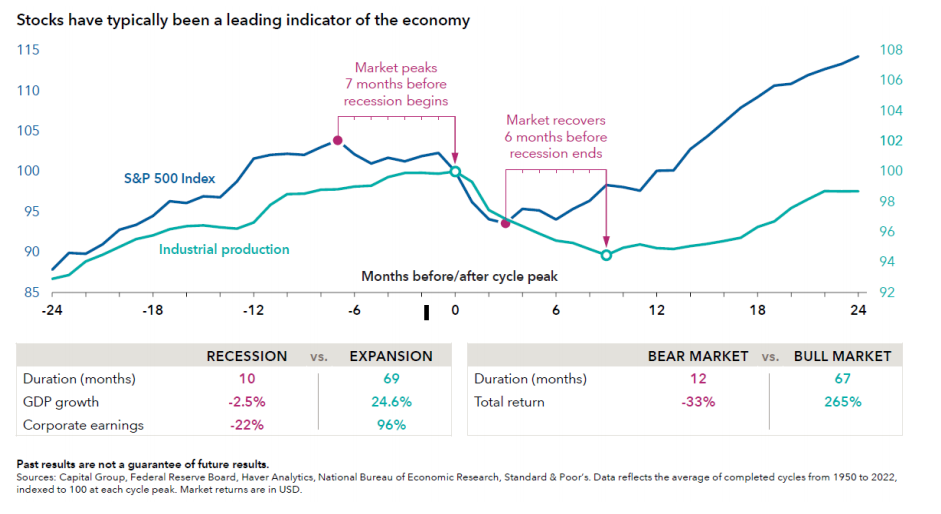 Stocks have typically been a leading indicator of the economy
115
110
105
100
95
90
85
108
106
104
102
100
98
96
94
92
Market peaks
7 months before
recession begins
Market recovers
6 months before
recession ends
S&P 500 Index
Industrial production
Months before/after cycle peak
-24 -18 -12 -6 0 6 12 18 24
RECESSION vs. EXPANSION
Duration (months) 10 69
GDP growth -2.5% 24.6%
Corporate earnings -22% 96%
BEAR MARKET vs. BULL MARKET
Duration (months) 12 67
Total return -33% 265%
Past results are not a guarantee of future results.
Sources: Capital Group, Federal Reserve Board, Haver Analytics, National Bureau of Economic Research, Standard & Poor's. Data reflects the average of completed cycles from 1950 to 2022,
indexed to 100 at each cycle peak. Market returns are in USD.